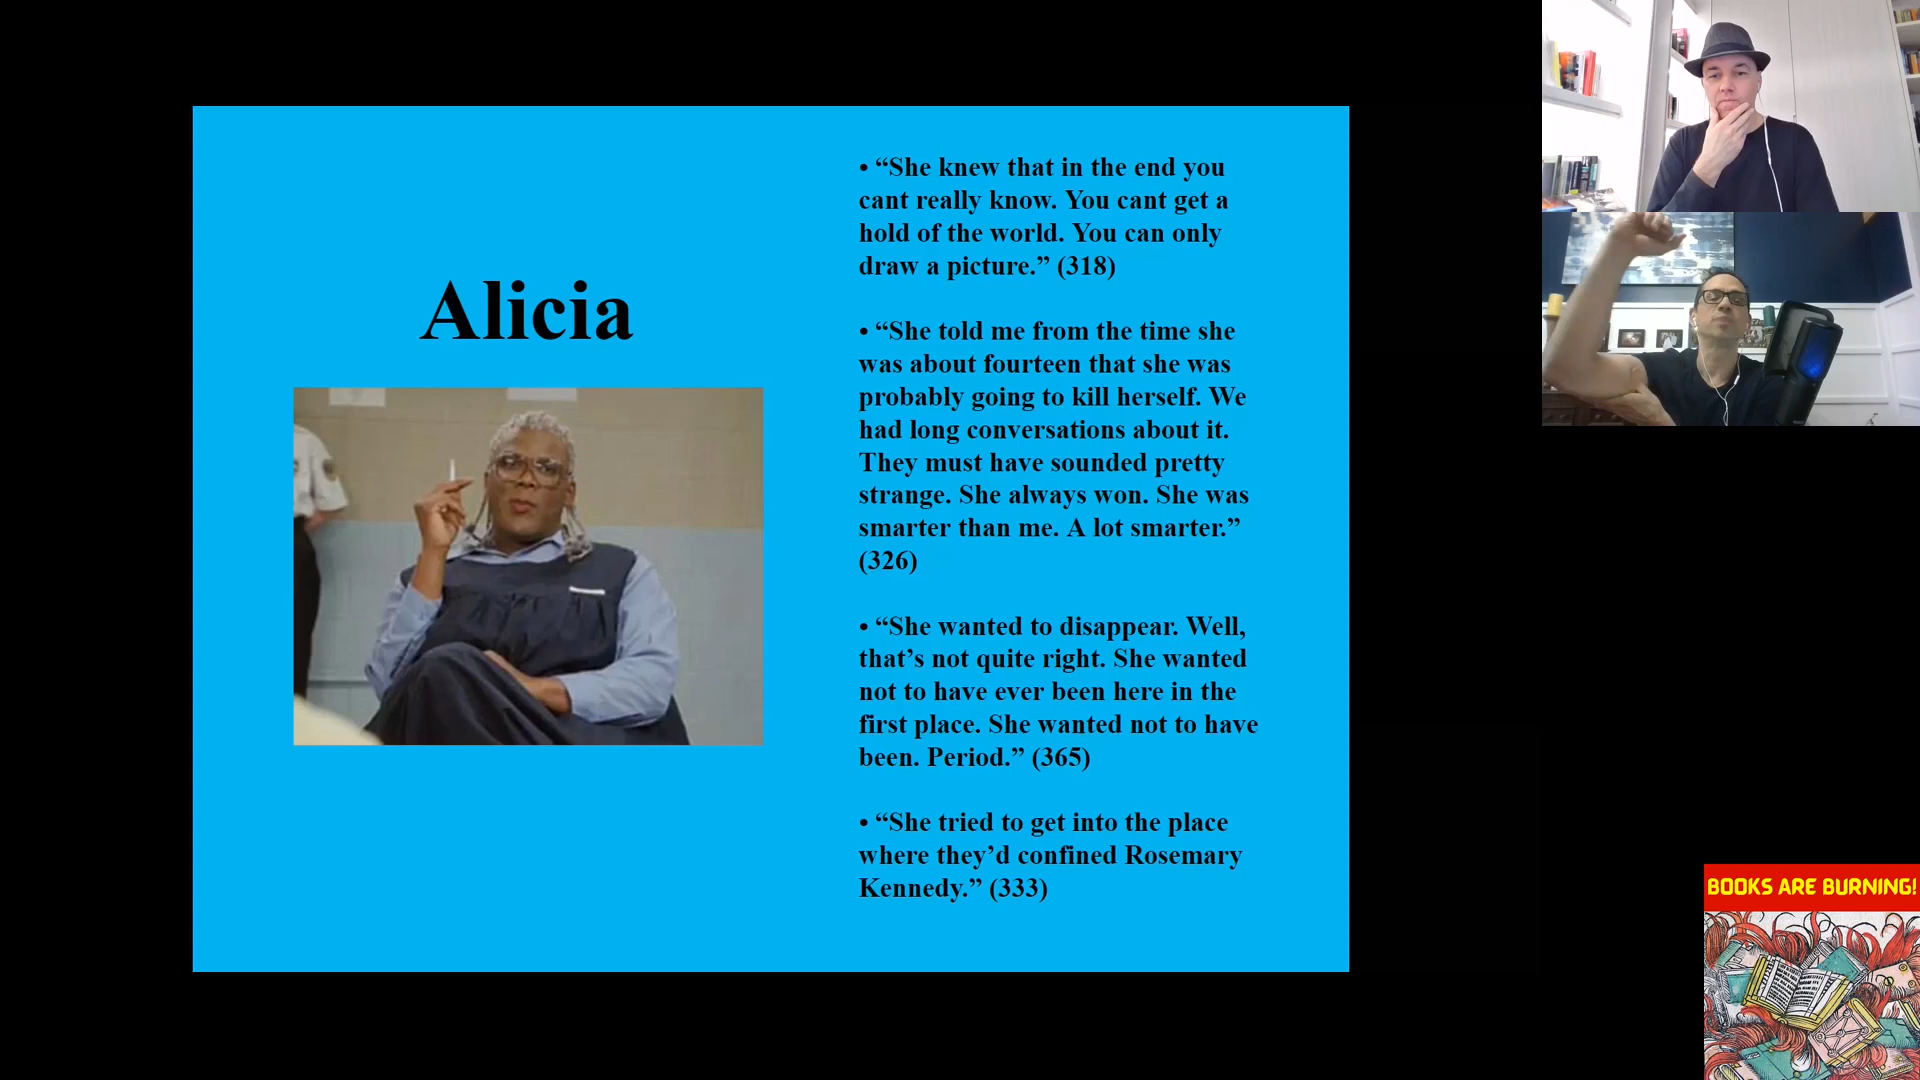 Alicia
• “She knew that in the end you
cant really know. You cant get a
hold of the world. You can only
draw a picture.” (318)
• “She told me from the time she
was about fourteen that she was
probably going to kill herself. We
had long conversations about it.
They must have sounded pretty
strange. She always won. She was
smarter than me. A lot smarter.”
(326)
• “She wanted to disappear. Well,
that’s not quite right. She wanted
not to have ever been here in the
first place. She wanted not to have
been. Period.” (365)
• “She tried to get into the place
where they’d confined Rosemary
Kennedy.” (333)
BOOKS ARE BURNING!